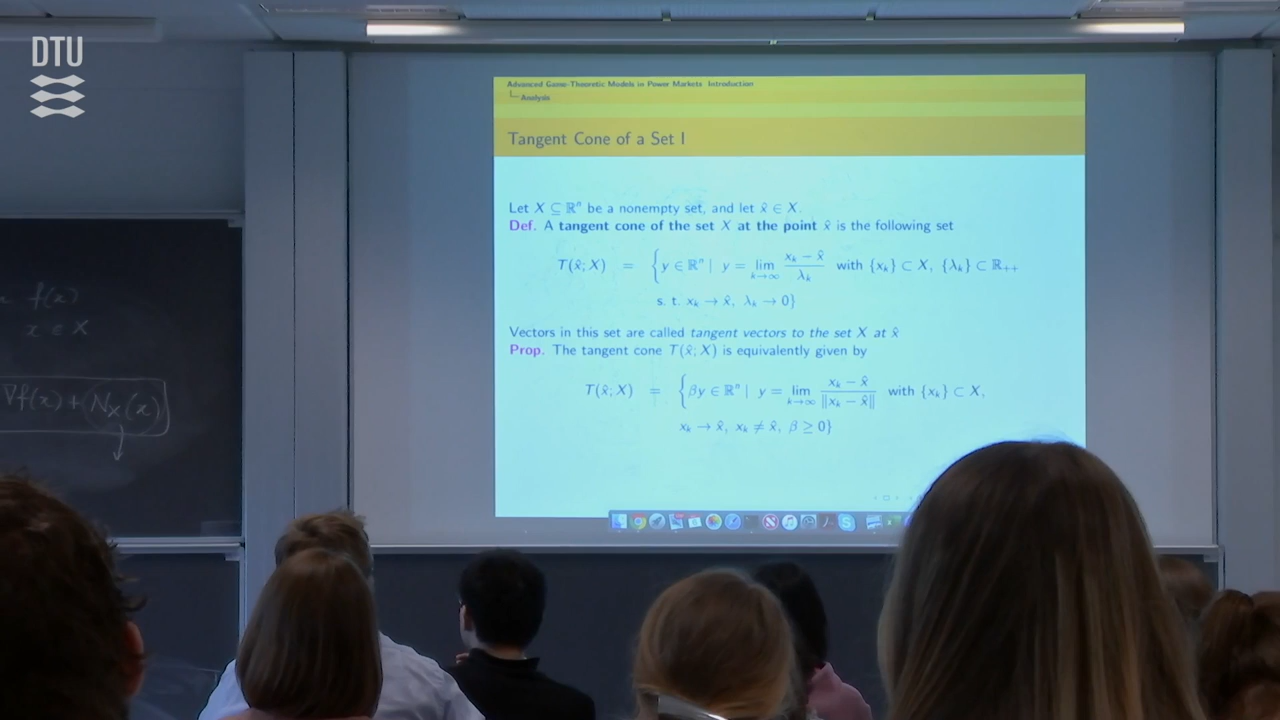 DTU
Advanced Game-Theoretic Models in Power Markets Introduction
Analysis
Tangent Cone of a Set I
Let X ⊆ ℝⁿ be a nonempty set, and let x̂ ∈ X.
Def. A tangent cone of the set X at the point x̂ is the following set
T(x̂; X) = {y ∈ ℝⁿ | y = lim_{k→∞} (x_k − x̂)/λ_k with {x_k} ⊂ X, {λ_k} ⊂ ℝ₊₊
s. t. x_k → x̂, λ_k → 0}
Vectors in this set are called tangent vectors to the set X at x̂
Prop. The tangent cone T(x̂; X) is equivalently given by
T(x̂; X) = {βy ∈ ℝⁿ | y = lim_{k→∞} (x_k − x̂)/‖x_k − x̂‖ with {x_k} ⊂ X,
x_k → x̂, x_k ≠ x̂, β ≥ 0}
f(x)
x ∈ X
∇f(x) + N_X(x)